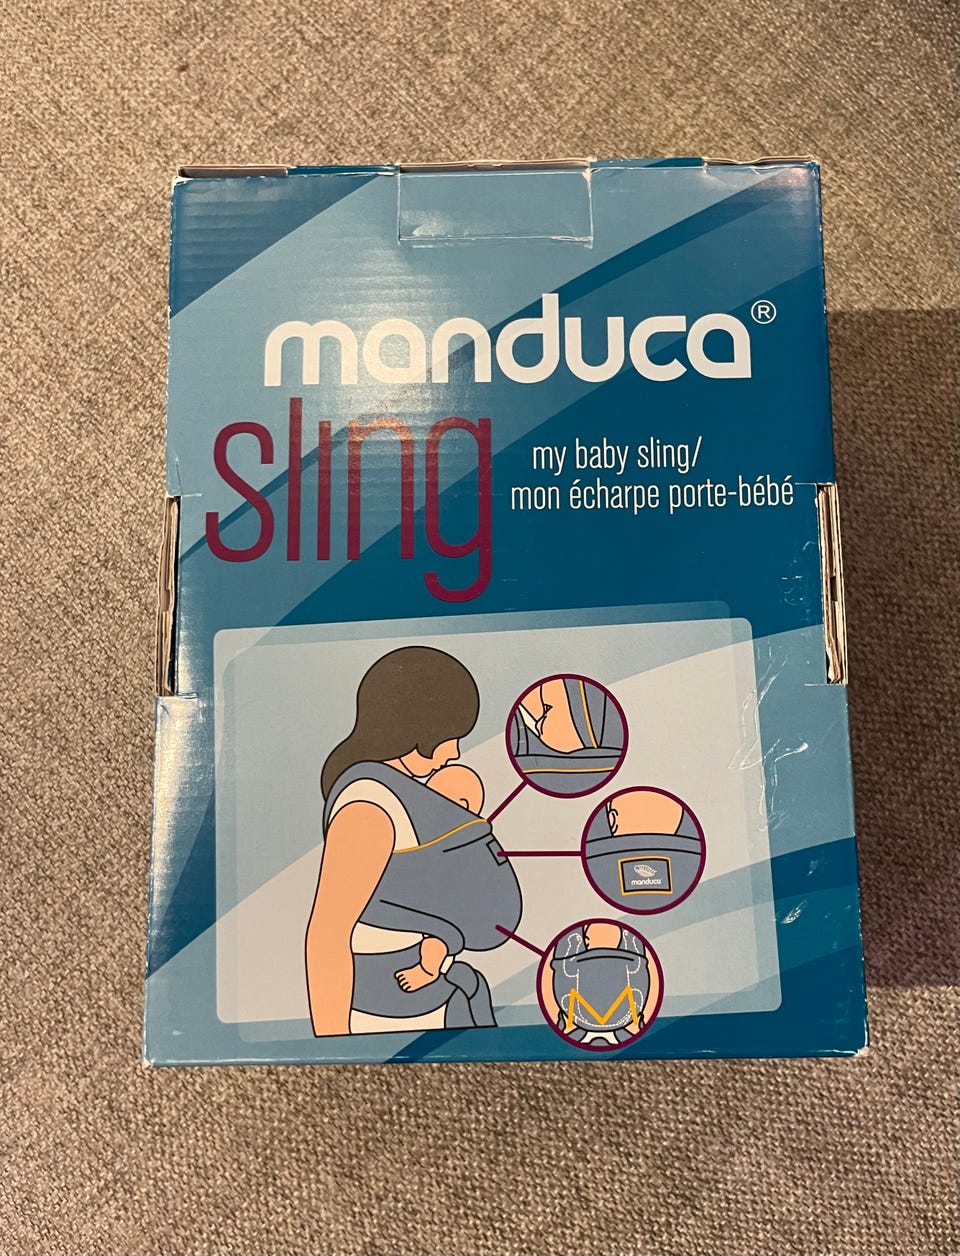 manduca®
sling
my baby sling/
mon écharpe porte-bébé
manduca